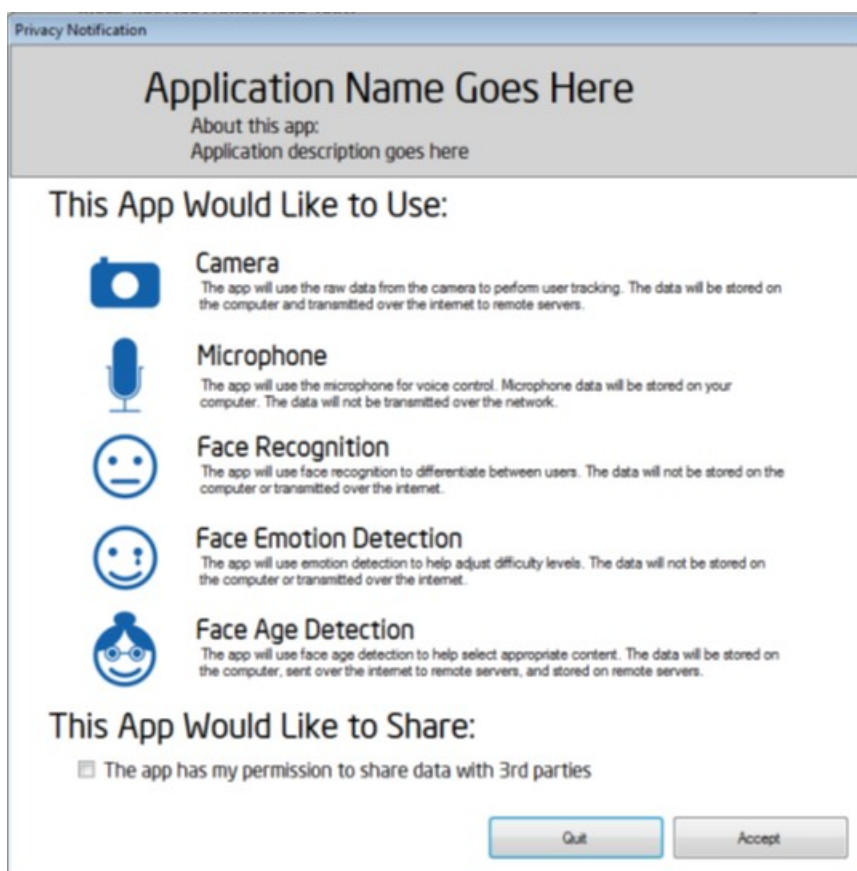 Privacy Notification
Application Name Goes Here
About this app:
Application description goes here
This App Would Like to Use:
Camera
The app will use the raw data from the camera to perform user tracking. The data will be stored on
the computer and transmitted over the internet to remote servers.
Microphone
The app will use the microphone for voice control. Microphone data will be stored on your
computer. The data will not be transmitted over the network.
Face Recognition
The app will use face recognition to differentiate between users. The data will not be stored on the
computer or transmitted over the internet.
Face Emotion Detection
The app will use emotion detection to help adjust difficulty levels. The data will not be stored on
the computer or transmitted over the internet.
Face Age Detection
The app will use face age detection to help select appropriate content. The data will be stored on
the computer, sent over the internet to remote servers, and stored on remote servers.
This App Would Like to Share:
The app has my permission to share data with 3rd parties
Quit
Accept